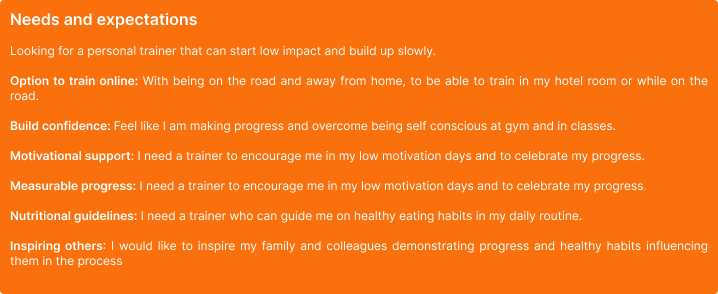 Needs and expectations
Looking for a personal trainer that can start low impact and build up slowly.
Option to train online: With being on the road and away from home, to be able to train in my hotel room or while on the
road.
Build confidence: Feel like I am making progress and overcome being self conscious at gym and in classes.
Motivational support: I need a trainer to encourage me in my low motivation days and to celebrate my progress.
Measurable progress: I need a trainer to encourage me in my low motivation days and to celebrate my progress.
Nutritional guidelines: I need a trainer who can guide me on healthy eating habits in my daily routine.
Inspiring others: I would like to inspire my family and colleagues demonstrating progress and healthy habits influencing
them in the process